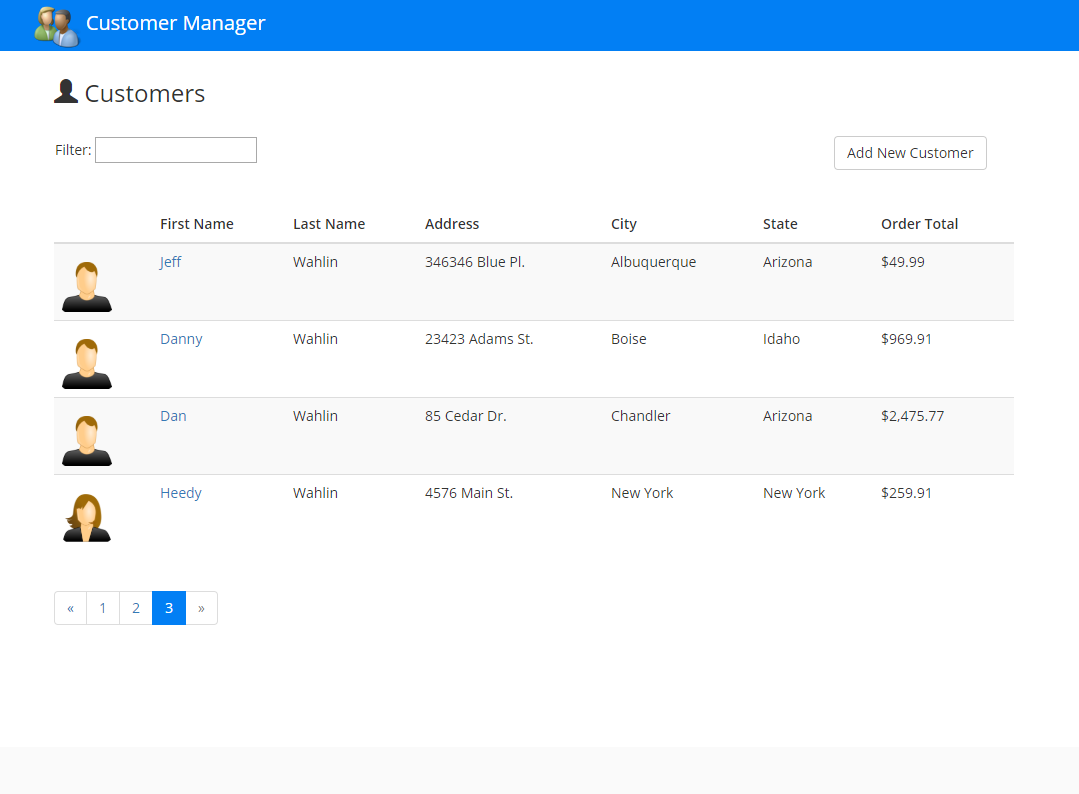 Customer Manager
Customers
Filter:
Add New Customer
First Name Last Name Address City State Order Total
Jeff Wahlin 346346 Blue Pl. Albuquerque Arizona $49.99
Danny Wahlin 23423 Adams St. Boise Idaho $969.91
Dan Wahlin 85 Cedar Dr. Chandler Arizona $2,475.77
Heedy Wahlin 4576 Main St. New York New York $259.91
« 1 2 3 »